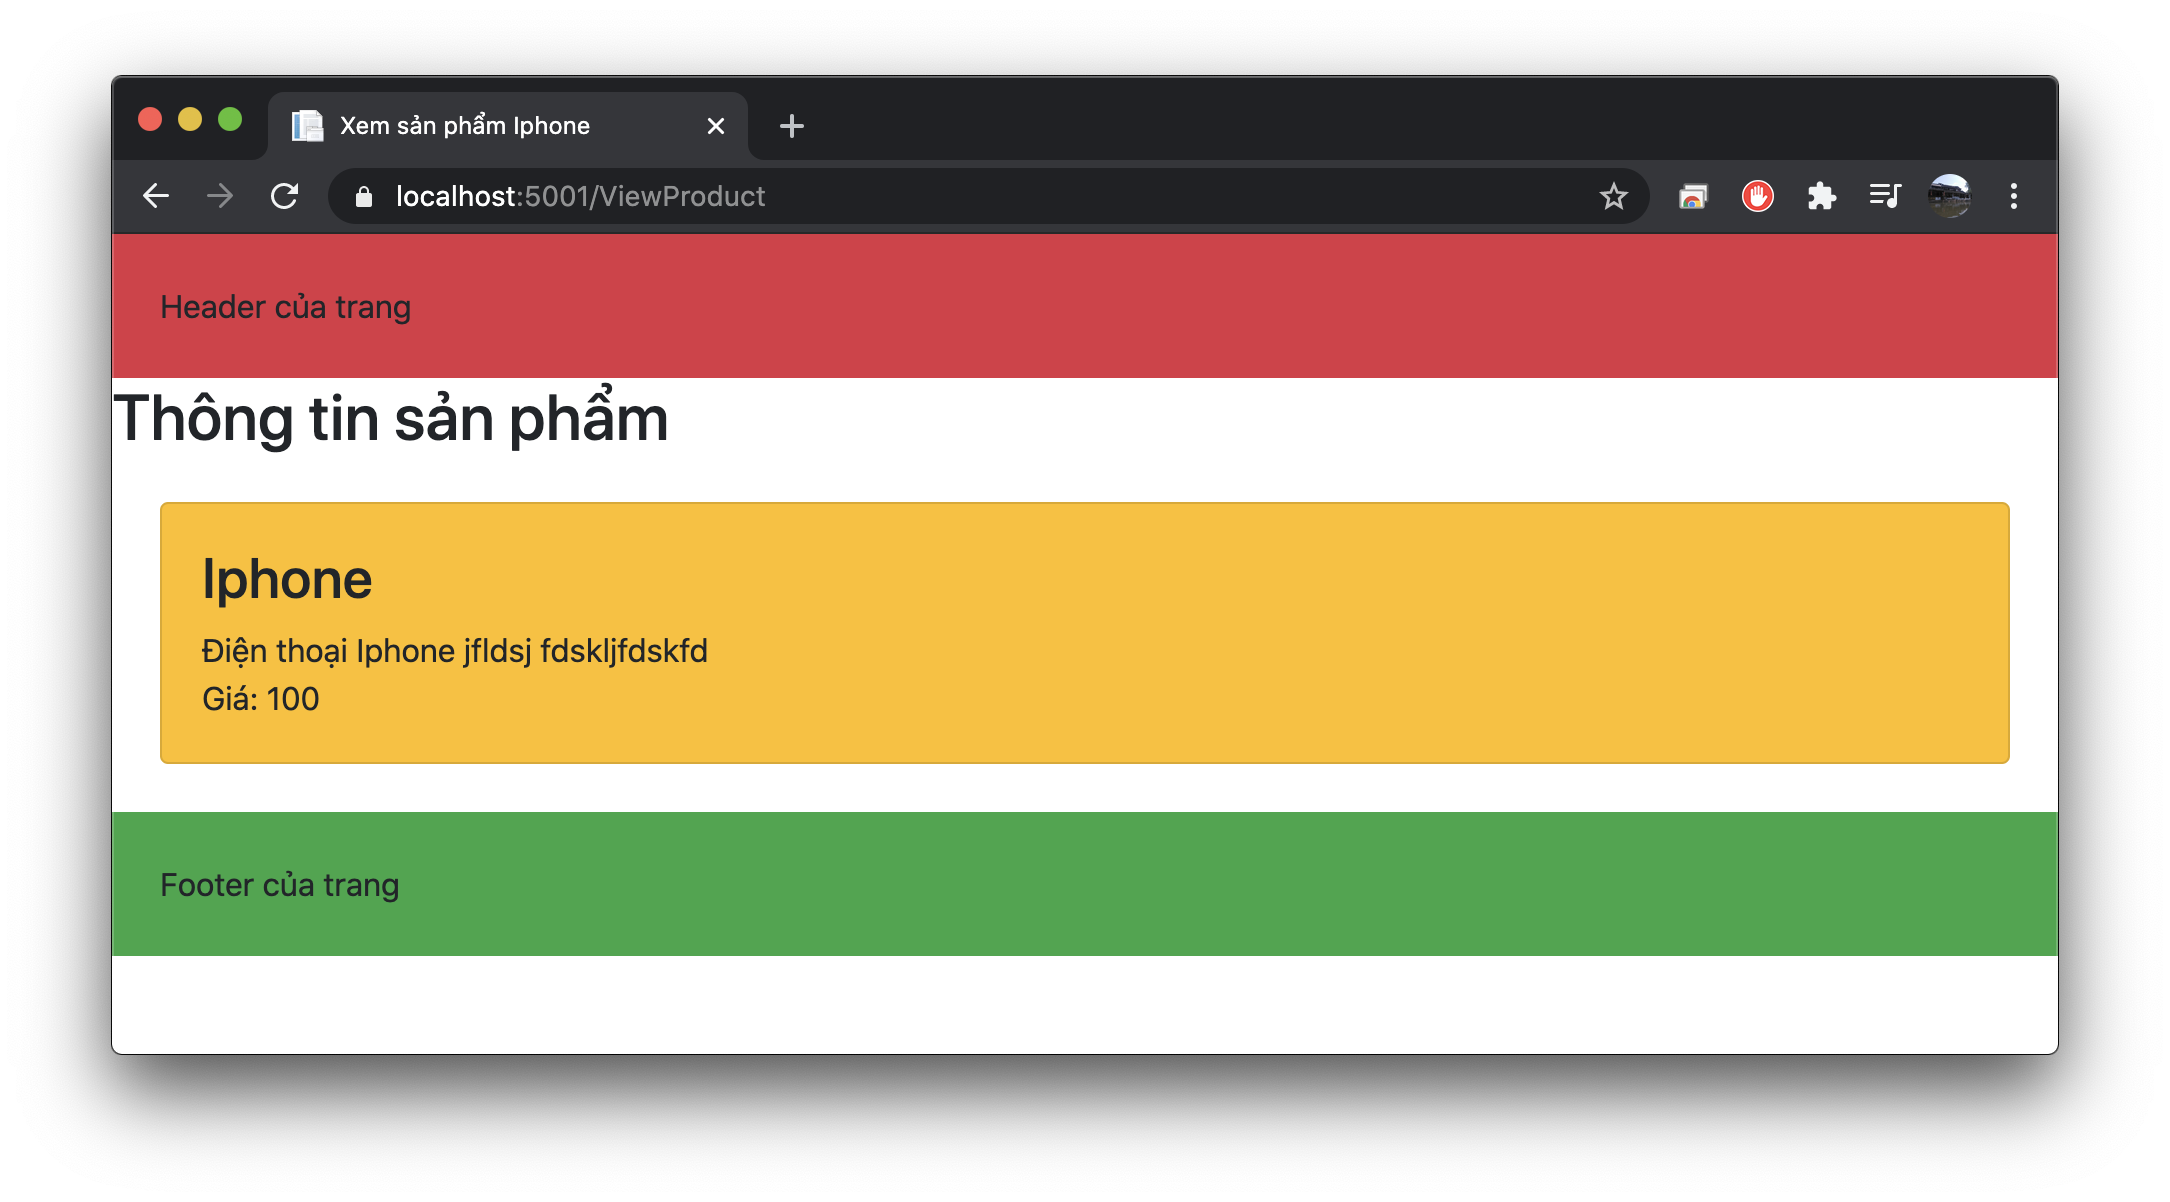 Xem sản phẩm Iphone
localhost:5001/ViewProduct
Header của trang
Thông tin sản phẩm
Iphone
Điện thoại Iphone jfldsj fdskljfdskfd
Giá: 100
Footer của trang